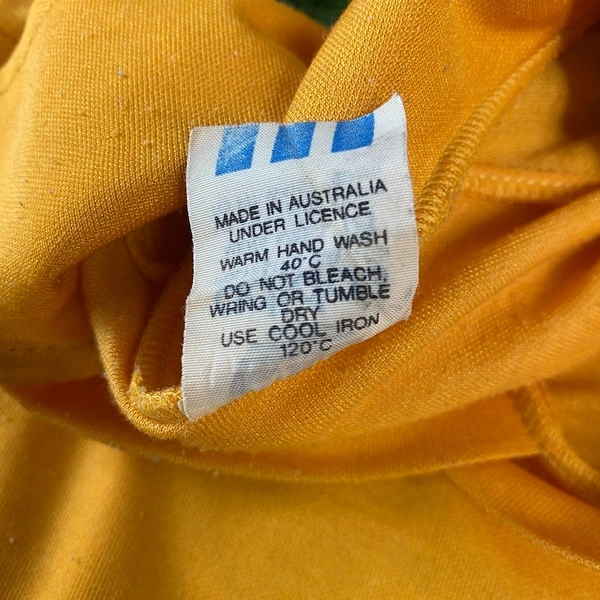 MADE IN AUSTRALIA
UNDER LICENCE
WARM HAND WASH
40°C
DO NOT BLEACH,
WRING OR TUMBLE
DRY
USE COOL IRON
120°C